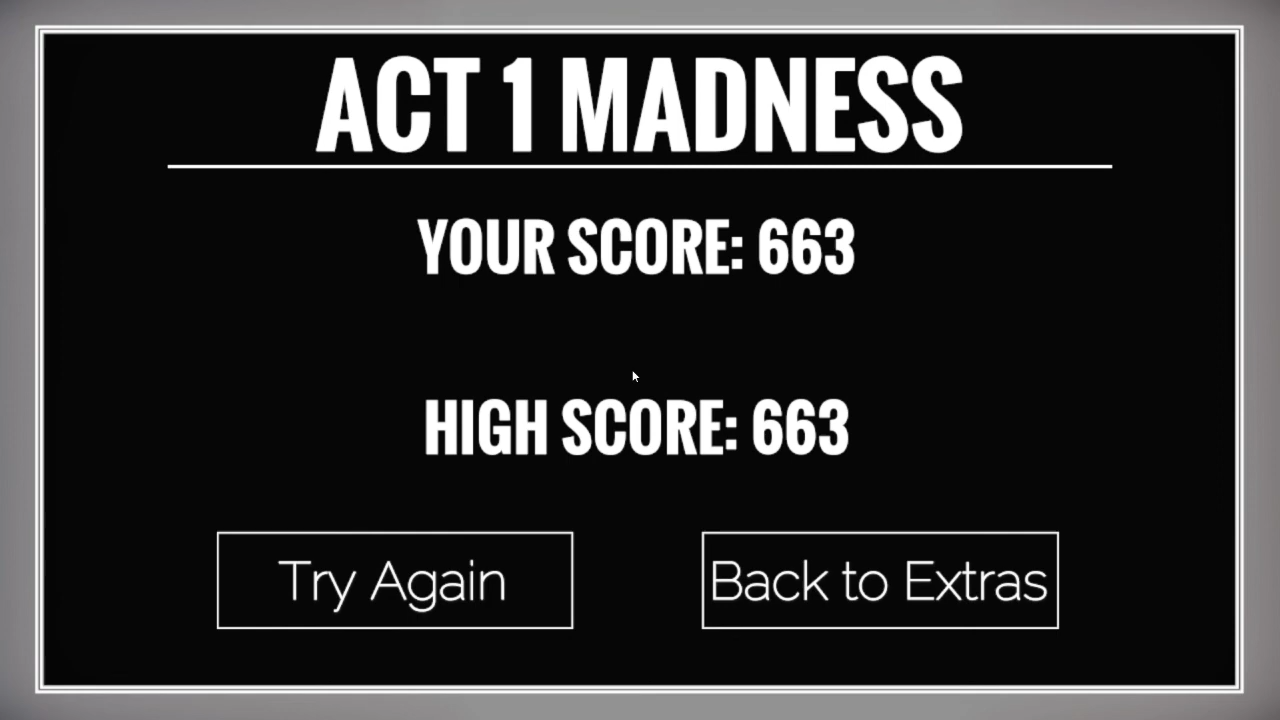 ACT 1 MADNESS
YOUR SCORE: 663
HIGH SCORE: 663
Try Again
Back to Extras